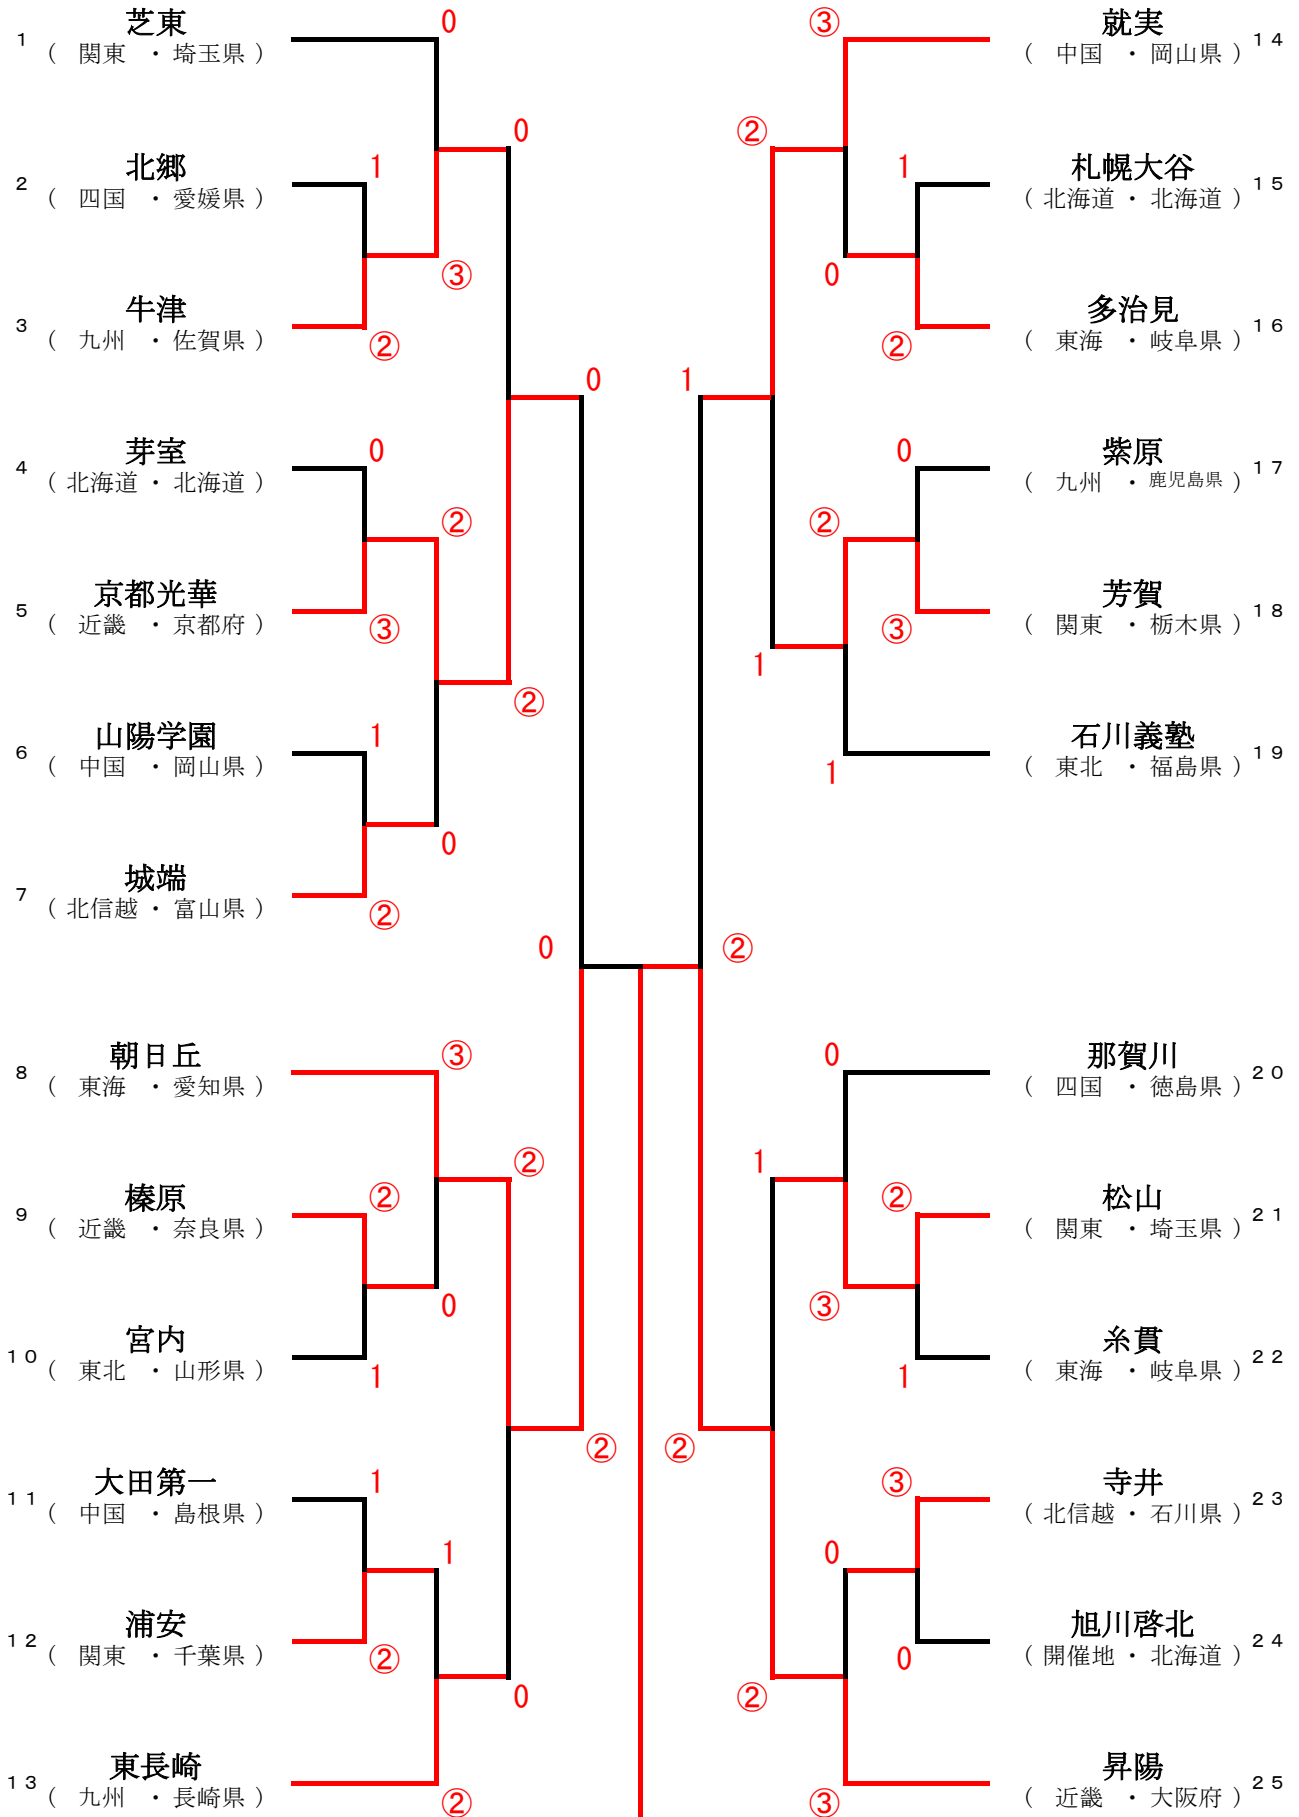 芝東
1 ( 関東 ・ 埼玉県 )
0
0
北郷
2 ( 四国 ・ 愛媛県 )
1
③
牛津
3 ( 九州 ・ 佐賀県 )
②
0
芽室
4 ( 北海道 ・ 北海道 )
0
②
京都光華
5 ( 近畿 ・ 京都府 )
③
②
山陽学園
6 ( 中国 ・ 岡山県 )
1
0
城端
7 ( 北信越 ・ 富山県 )
②
0
朝日丘
8 ( 東海 ・ 愛知県 )
③
②
榛原
9 ( 近畿 ・ 奈良県 )
②
0
宮内
10 ( 東北 ・ 山形県 )
1
②
大田第一
11 ( 中国 ・ 島根県 )
1
1
浦安
12 ( 関東 ・ 千葉県 )
②
0
東長崎
13 ( 九州 ・ 長崎県 )
②
③
就実
( 中国 ・ 岡山県 ) 14
②
1
札幌大谷
( 北海道 ・ 北海道 ) 15
0
多治見
( 東海 ・ 岐阜県 ) 16
②
1
0
紫原
( 九州 ・ 鹿児島県 ) 17
②
芳賀
( 関東 ・ 栃木県 ) 18
③
1
石川義塾
( 東北 ・ 福島県 ) 19
1
②
0
那賀川
( 四国 ・ 徳島県 ) 20
1
②
松山
( 関東 ・ 埼玉県 ) 21
③
糸貫
( 東海 ・ 岐阜県 ) 22
1
②
③
寺井
( 北信越 ・ 石川県 ) 23
0
旭川啓北
( 開催地 ・ 北海道 ) 24
0
②
昇陽
( 近畿 ・ 大阪府 ) 25
③